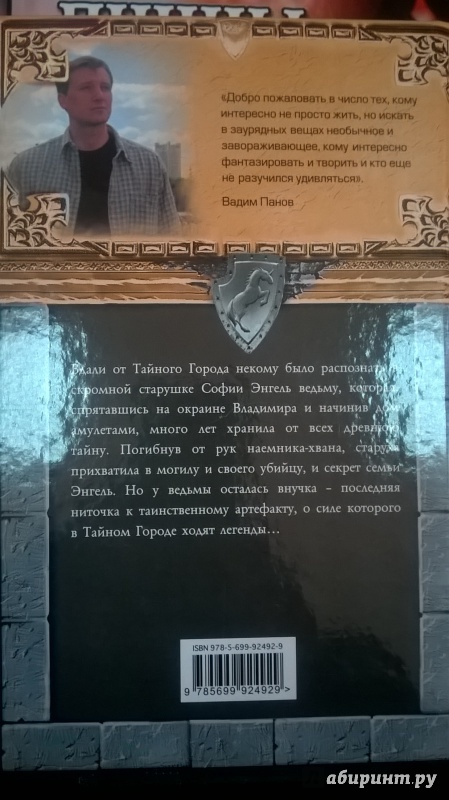 «Добро пожаловать в число тех, кому
интересно не просто жить, но искать
в заурядных вещах необычное и
завораживающее, кому интересно
фантазировать и творить и кто еще
не разучился удивляться».
Вадим Панов
Вдали от Тайного Города некому было распознать
скромной старушке Софии Энгель ведьму,
спрятавшись на окраине Владимира и начинив дом
амулетами, много лет хранила от всех
тайну. Погибнув от рук наемника-хвана,
прихватила в могилу и своего убийцу, и секрет семьи
Энгель. Но у ведьмы осталась внучка – последняя
ниточка к таинственному артефакту, о силе которого
в Тайном Городе ходят легенды…
ISBN 978-5-699-92492-9
9 785699 924929 >
абиринт.ру